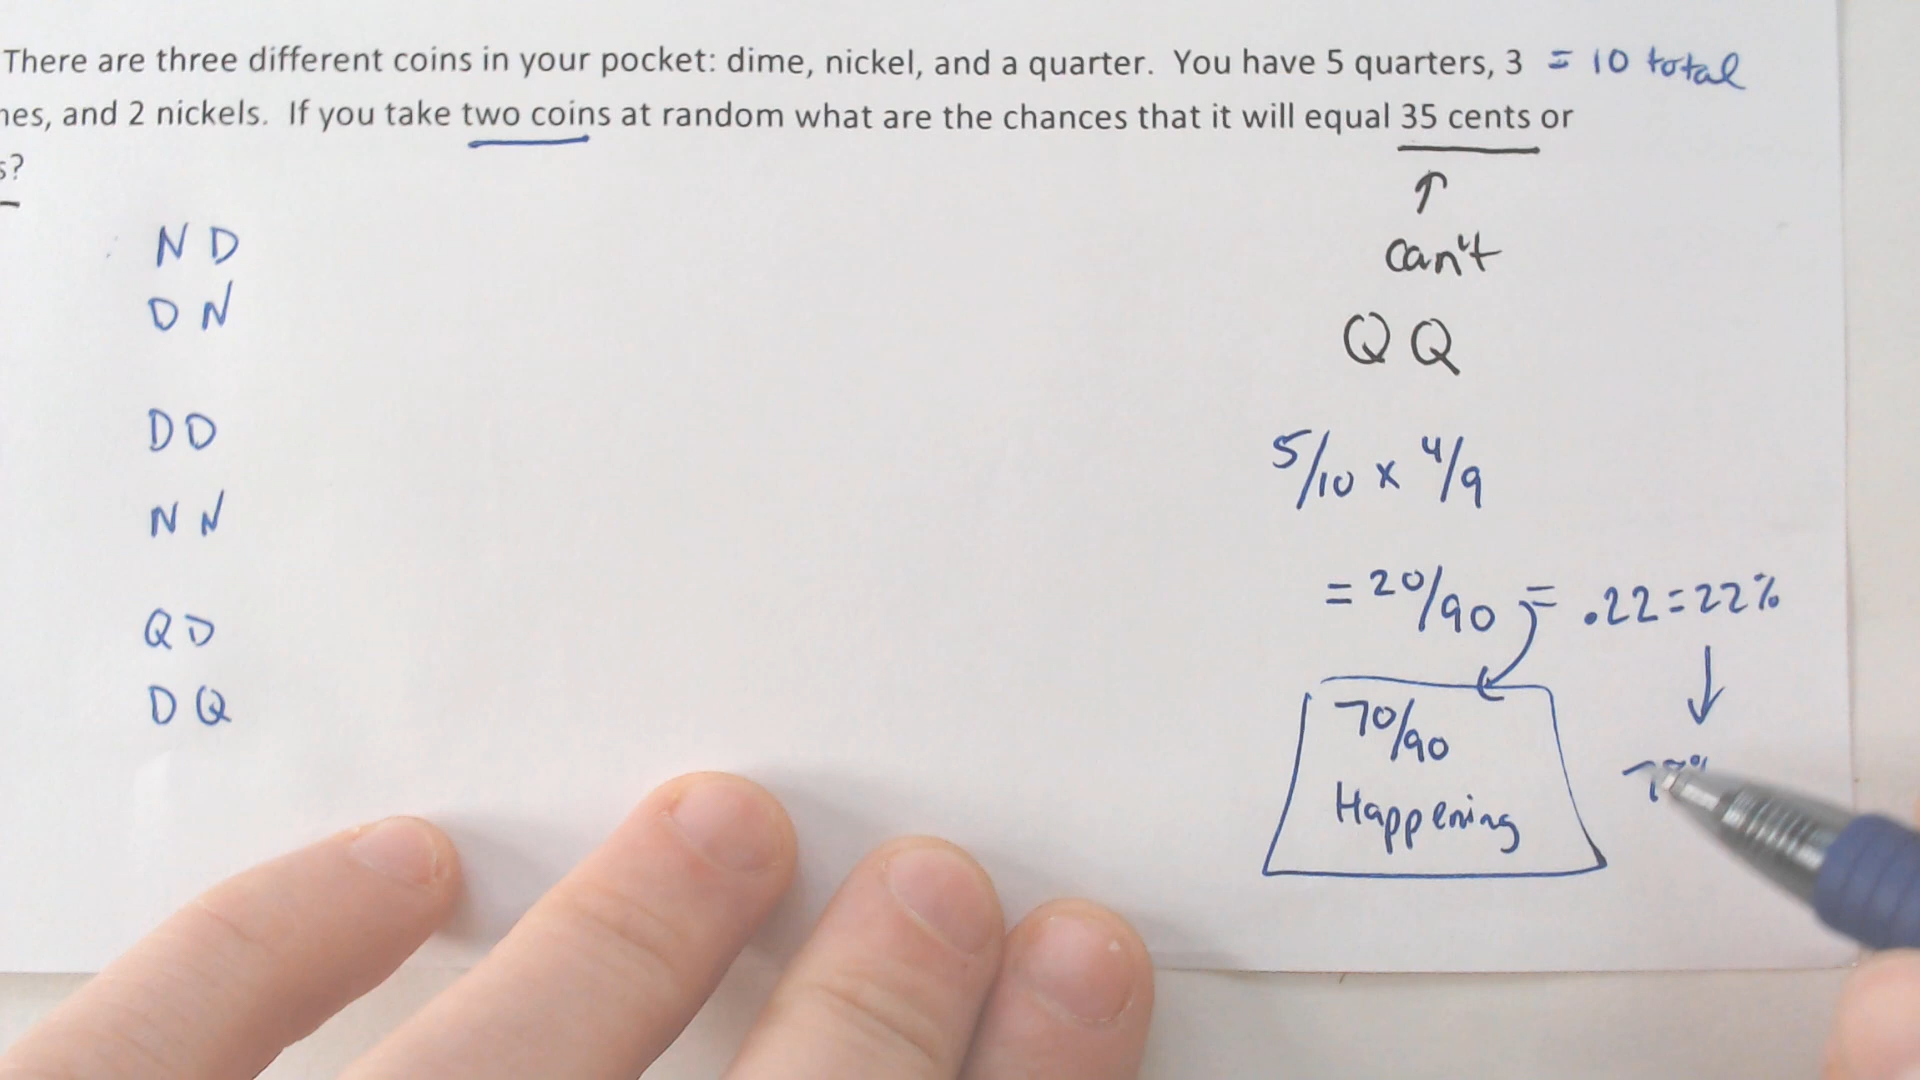 There are three different coins in your pocket: dime, nickel, and a quarter. You have 5 quarters, 3 = 10 total
nes, and 2 nickels. If you take two coins at random what are the chances that it will equal 35 cents or
s?
↑
can't
N D
D N
Q Q
D D
5/10 x 4/9
N N
= 20/90 = .22 = 22%
Q D
↓
D Q
70/90
Happening